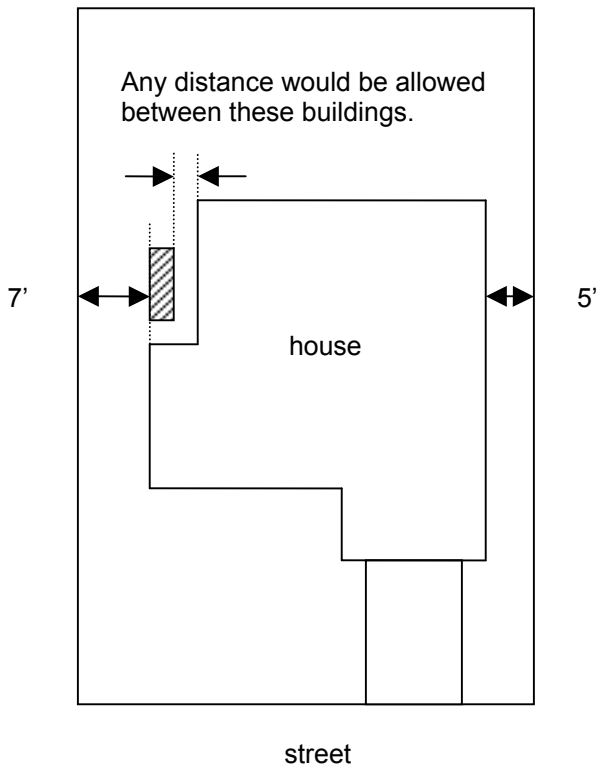 Any distance would be allowed
between these buildings.
7’
5’
house
street